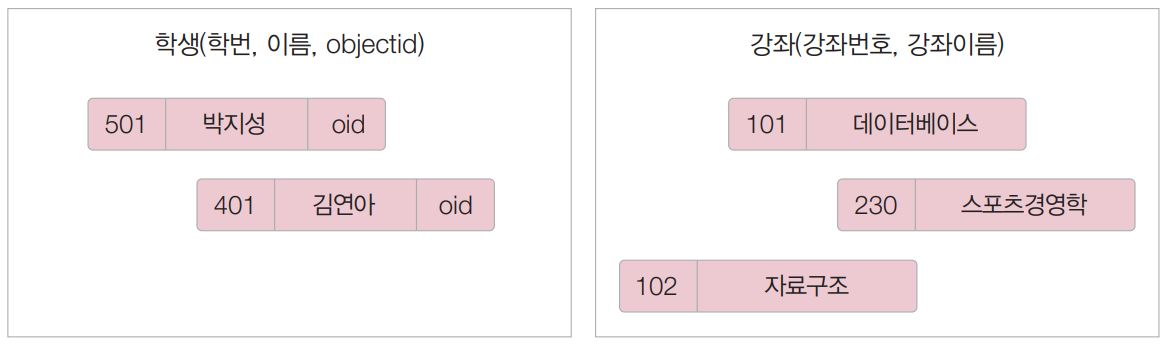 학생(학번, 이름, objectid)
501 박지성 oid
401 김연아 oid
강좌(강좌번호, 강좌이름)
101 데이터베이스
230 스포츠경영학
102 자료구조